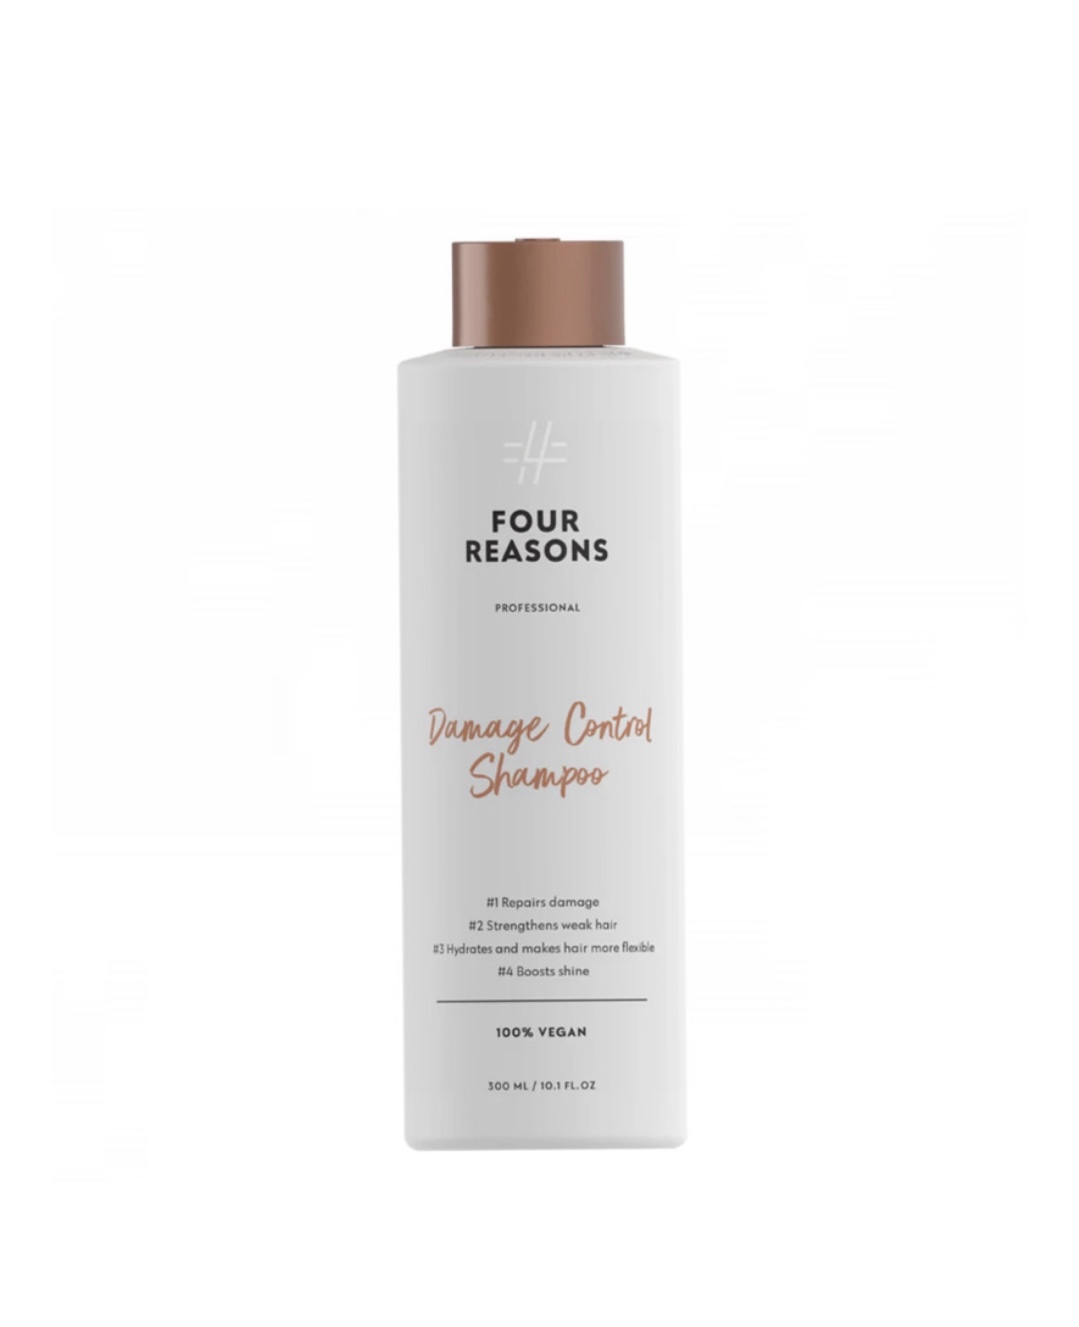 FOUR
REASONS
PROFESSIONAL
Damage Control
Shampoo
#1 Repairs damage
#2 Strengthens weak hair
#3 Hydrates and makes hair more flexible
#4 Boosts shine
100% VEGAN
300 ML / 10.1 FL.OZ